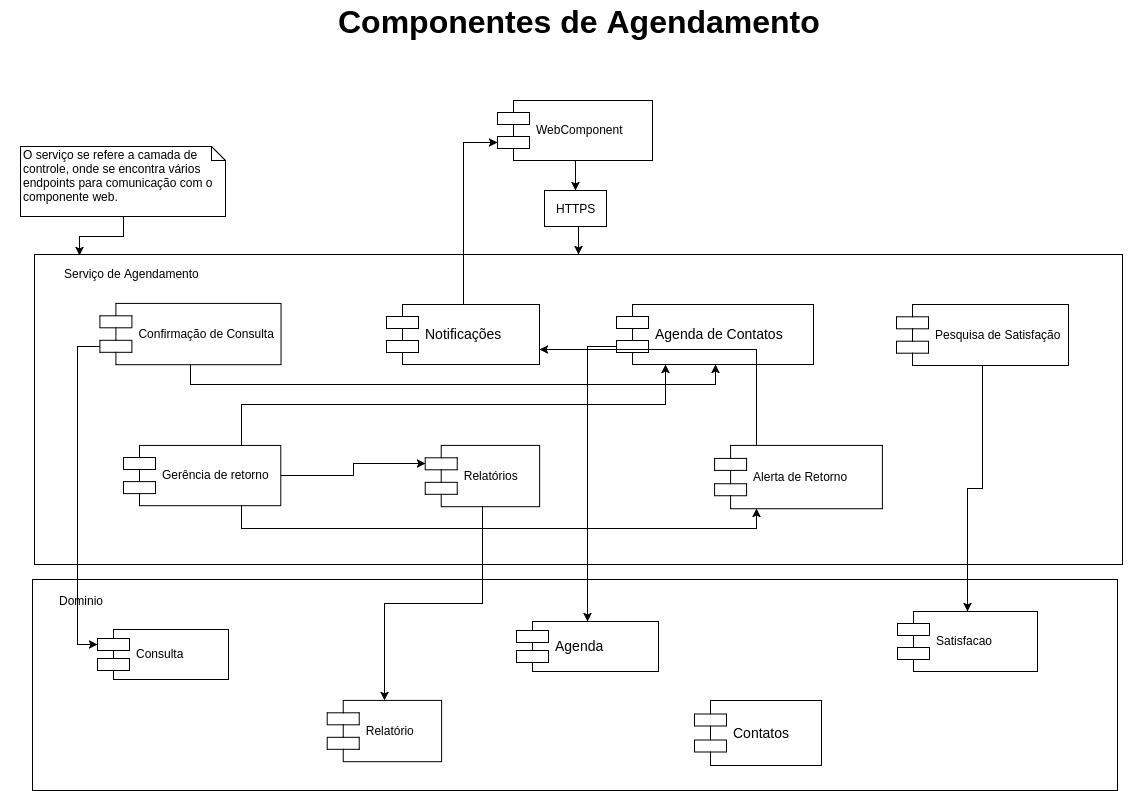 Componentes de Agendamento
WebComponent
O serviço se refere a camada de
controle, onde se encontra vários
endpoints para comunicação com o
componente web.
HTTPS
Serviço de Agendamento
Confirmação de Consulta
Notificações
Agenda de Contatos
Pesquisa de Satisfação
Gerência de retorno
Relatórios
Alerta de Retorno
Dominio
Consulta
Agenda
Satisfacao
Relatório
Contatos